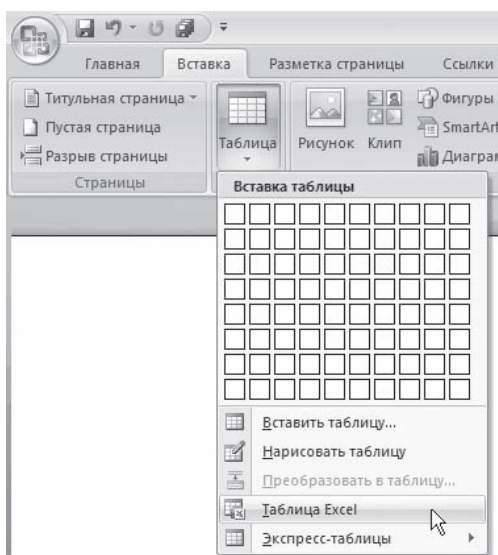 Главная Вставка Разметка страницы Ссылки
Титульная страница
Пустая страница
Разрыв страницы
Страницы
Таблица
Рисунок Клип
Фигуры
SmartArt
Диаграм
Вставка таблицы
Вставить таблицу...
Нарисовать таблицу
Преобразовать в таблицу...
Таблица Excel
Экспресс-таблицы